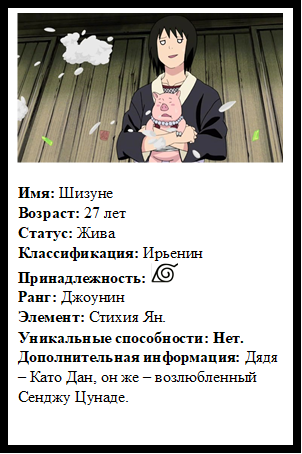 Имя: Шизуне
Возраст: 27 лет
Статус: Жива
Классификация: Ирьенин
Принадлежность:
Ранг: Джоунин
Элемент: Стихия Ян.
Уникальные способности: Нет.
Дополнительная информация: Дядя
– Като Дан, он же – возлюбленный
Сенджу Цунаде.